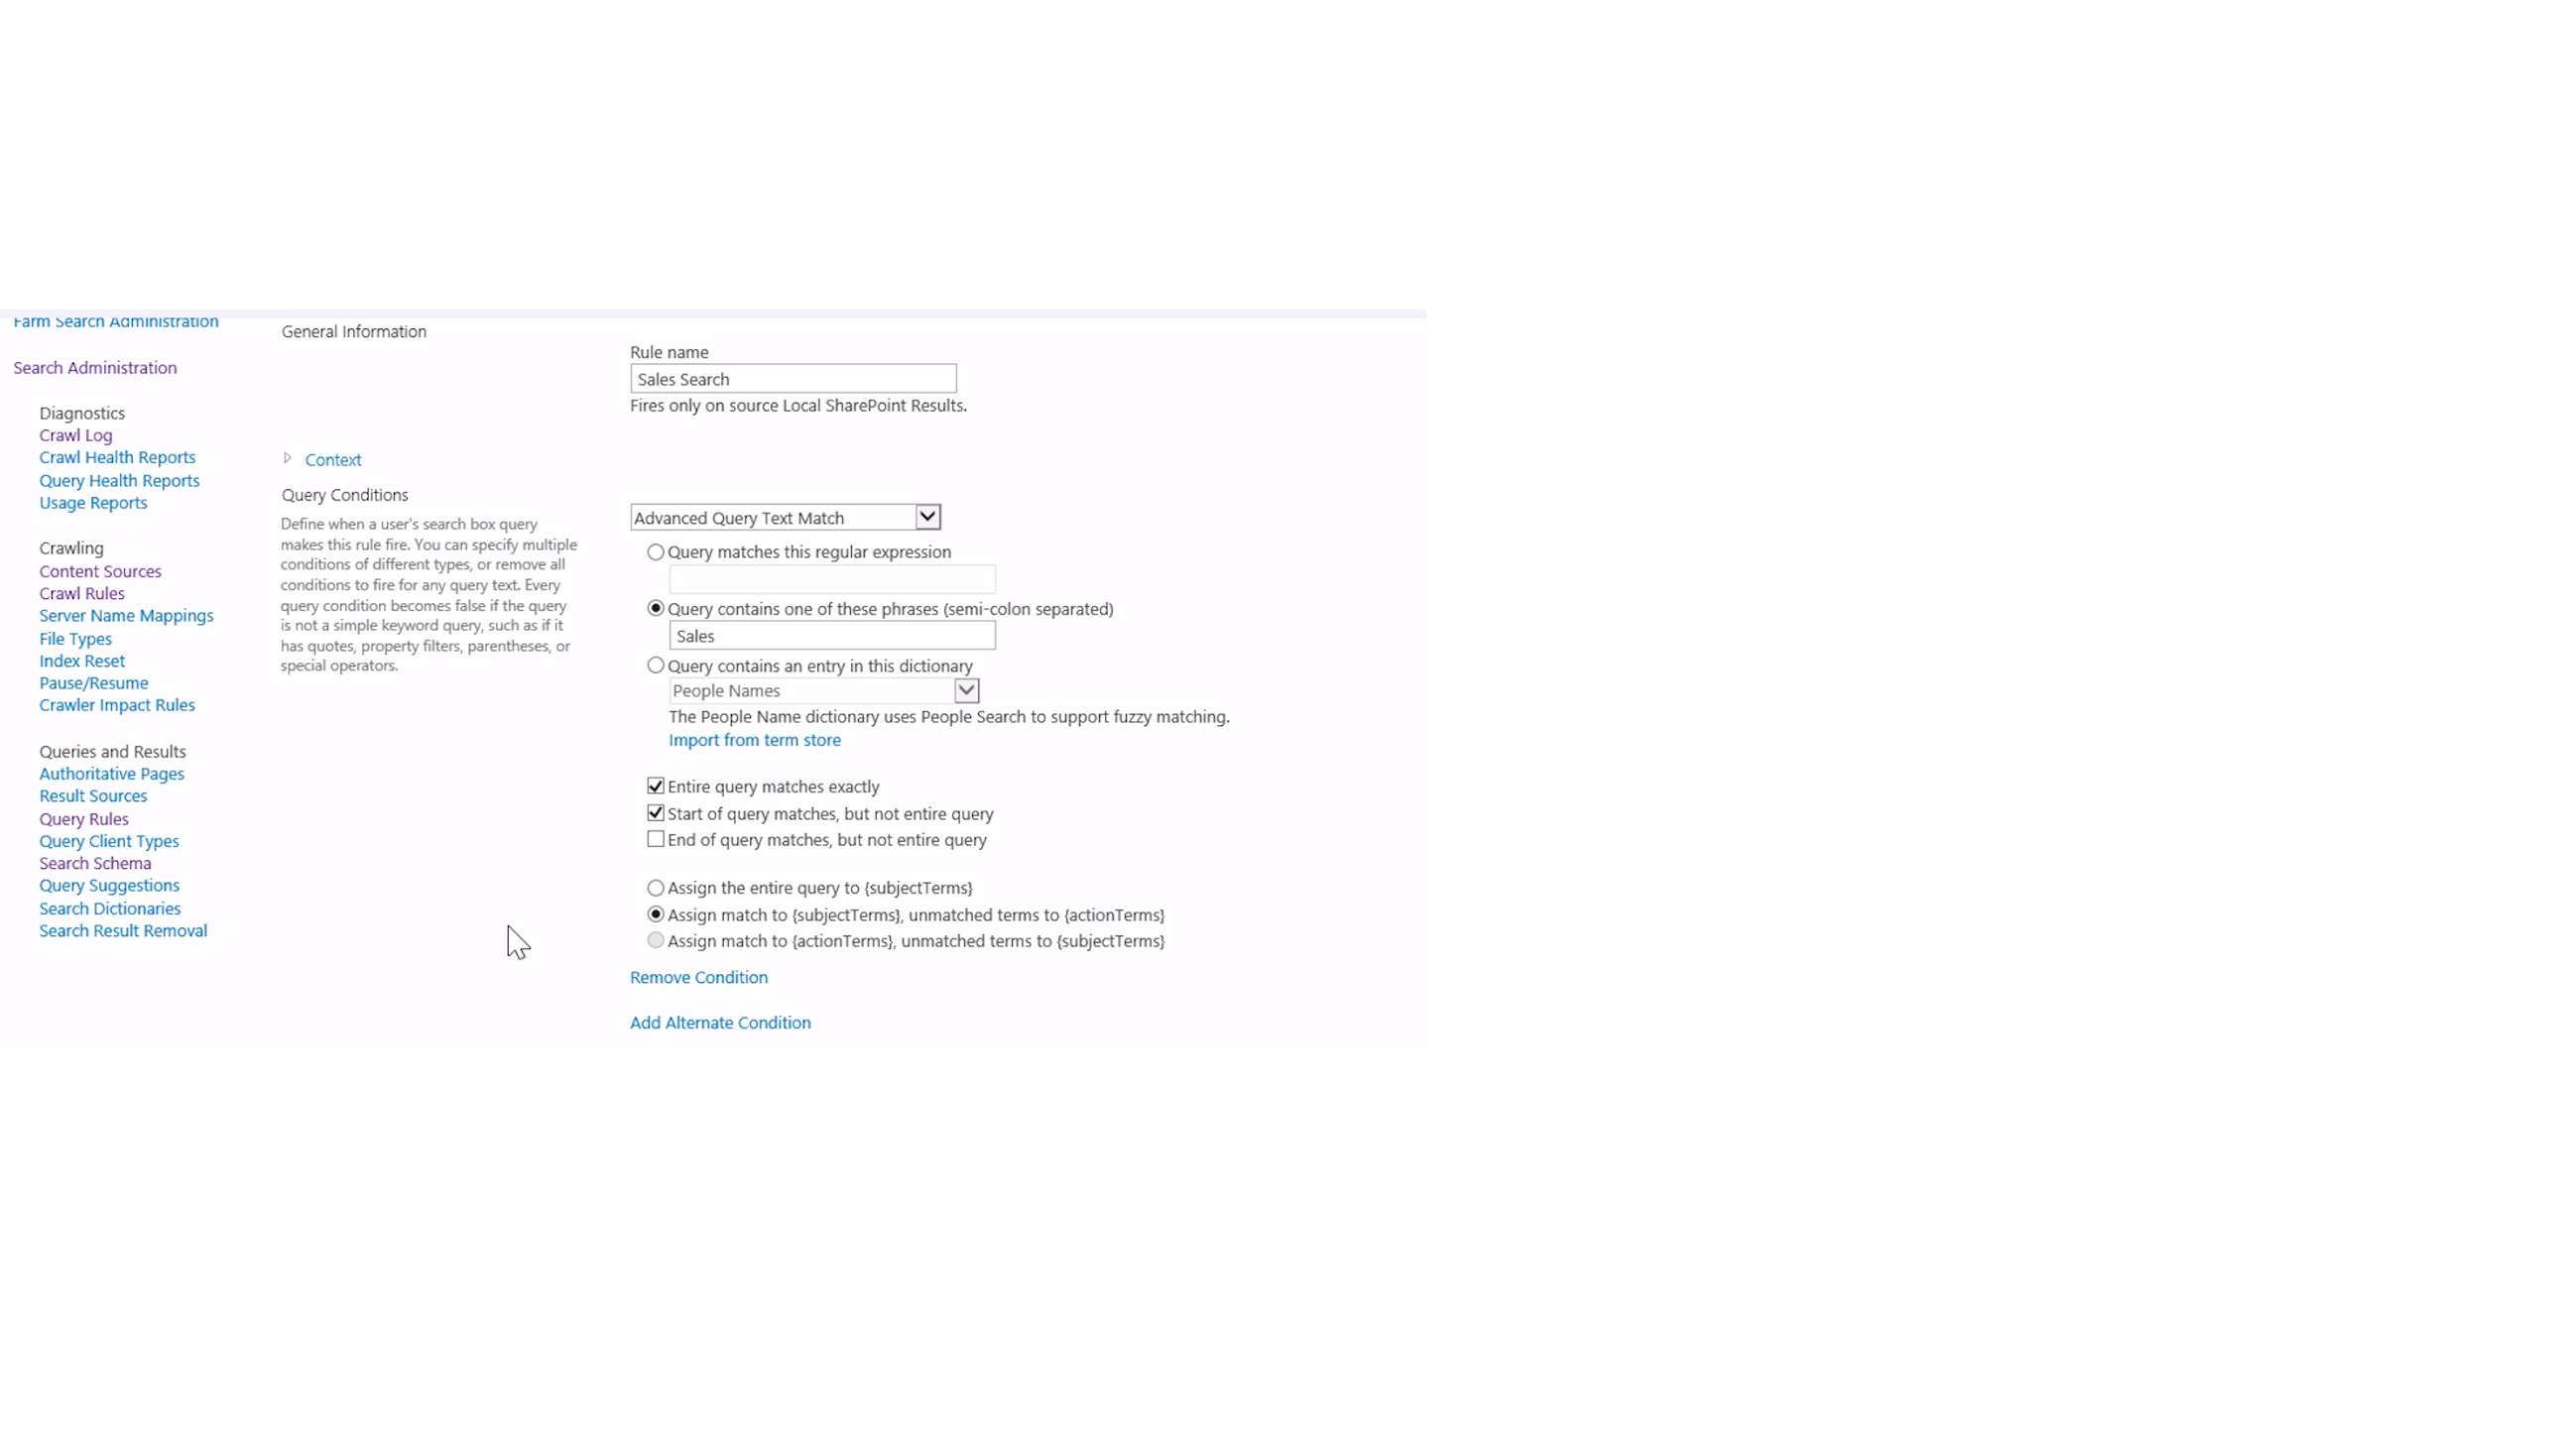 Farm Search Administration
Search Administration
Diagnostics
Crawl Log
Crawl Health Reports
Query Health Reports
Usage Reports
Crawling
Content Sources
Crawl Rules
Server Name Mappings
File Types
Index Reset
Pause/Resume
Crawler Impact Rules
Queries and Results
Authoritative Pages
Result Sources
Query Rules
Query Client Types
Search Schema
Query Suggestions
Search Dictionaries
Search Result Removal
General Information
Rule name
Sales Search
Fires only on source Local SharePoint Results.
Context
Query Conditions
Define when a user's search box query
makes this rule fire. You can specify multiple
conditions of different types, or remove all
conditions to fire for any query text. Every
query condition becomes false if the query
is not a simple keyword query, such as if it
has quotes, property filters, parentheses, or
special operators.
Advanced Query Text Match
Query matches this regular expression
Query contains one of these phrases (semi-colon separated)
Sales
Query contains an entry in this dictionary
People Names
The People Name dictionary uses People Search to support fuzzy matching.
Import from term store
Entire query matches exactly
Start of query matches, but not entire query
End of query matches, but not entire query
Assign the entire query to {subjectTerms}
Assign match to {subjectTerms}, unmatched terms to {actionTerms}
Assign match to {actionTerms}, unmatched terms to {subjectTerms}
Remove Condition
Add Alternate Condition